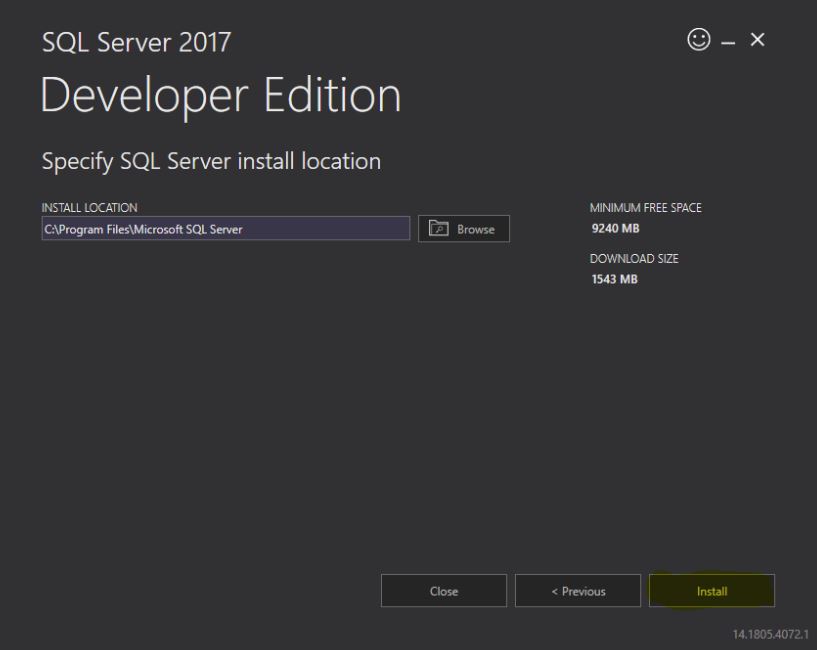 SQL Server 2017
Developer Edition
Specify SQL Server install location
INSTALL LOCATION
C:\Program Files\Microsoft SQL Server
Browse
MINIMUM FREE SPACE
9240 MB
DOWNLOAD SIZE
1543 MB
Close
< Previous
Install
14.1805.4072.1